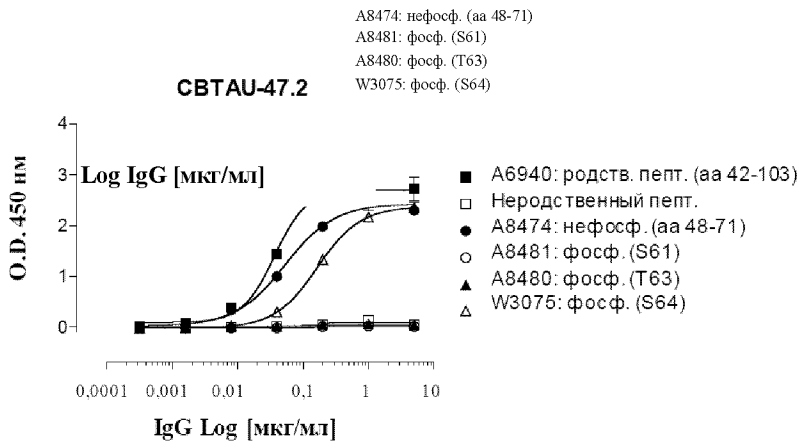 A8474: нефосф. (aa 48-71)
A8481: фосф. (S61)
A8480: фосф. (T63)
W3075: фосф. (S64)
CBTAU-47.2
O.D. 450 нм
4
3
2
1
0
Log IgG [мкг/мл]
A6940: родств. пепт. (aa 42-103)
Неродственный пепт.
A8474: нефосф. (aa 48-71)
A8481: фосф. (S61)
A8480: фосф. (T63)
W3075: фосф. (S64)
0,0001 0,001 0,01 0,1 1 10
IgG Log [мкг/мл]